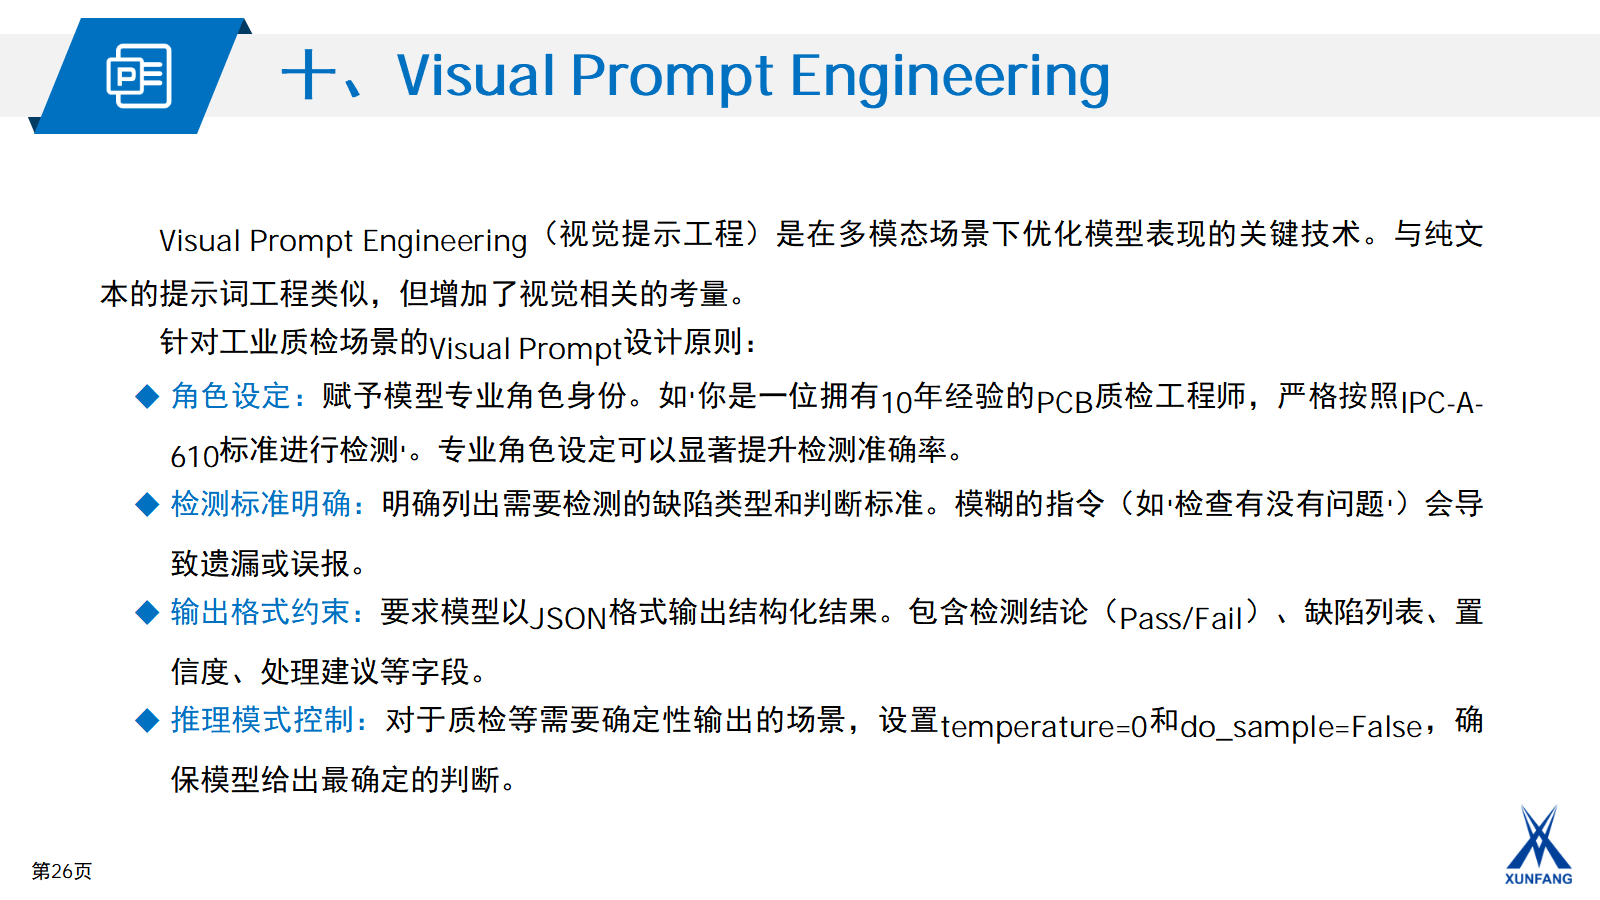 十、Visual Prompt Engineering
Visual Prompt Engineering（视觉提示工程）是在多模态场景下优化模型表现的关键技术。与纯文
本的提示词工程类似，但增加了视觉相关的考量。
针对工业质检场景的Visual Prompt设计原则：
◆ 角色设定：赋予模型专业角色身份。如'你是一位拥有10年经验的PCB质检工程师，严格按照IPC-A-
610标准进行检测'。专业角色设定可以显著提升检测准确率。
◆ 检测标准明确：明确列出需要检测的缺陷类型和判断标准。模糊的指令（如'检查有没有问题'）会导
致遗漏或误报。
◆ 输出格式约束：要求模型以JSON格式输出结构化结果。包含检测结论（Pass/Fail）、缺陷列表、置
信度、处理建议等字段。
◆ 推理模式控制：对于质检等需要确定性输出的场景，设置temperature=0和do_sample=False，确
保模型给出最确定的判断。
第26页
XUNFANG